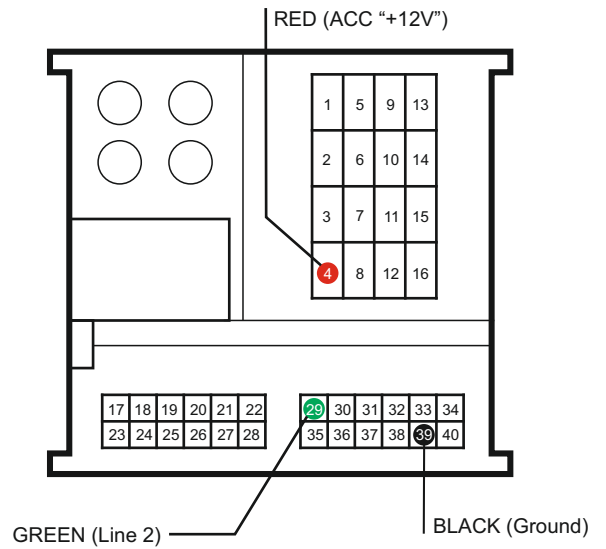 RED (ACC “+12V”)
1 5 9 13
2 6 10 14
3 7 11 15
4 8 12 16
17 18 19 20 21 22
23 24 25 26 27 28
29 30 31 32 33 34
35 36 37 38 39 40
GREEN (Line 2)
BLACK (Ground)